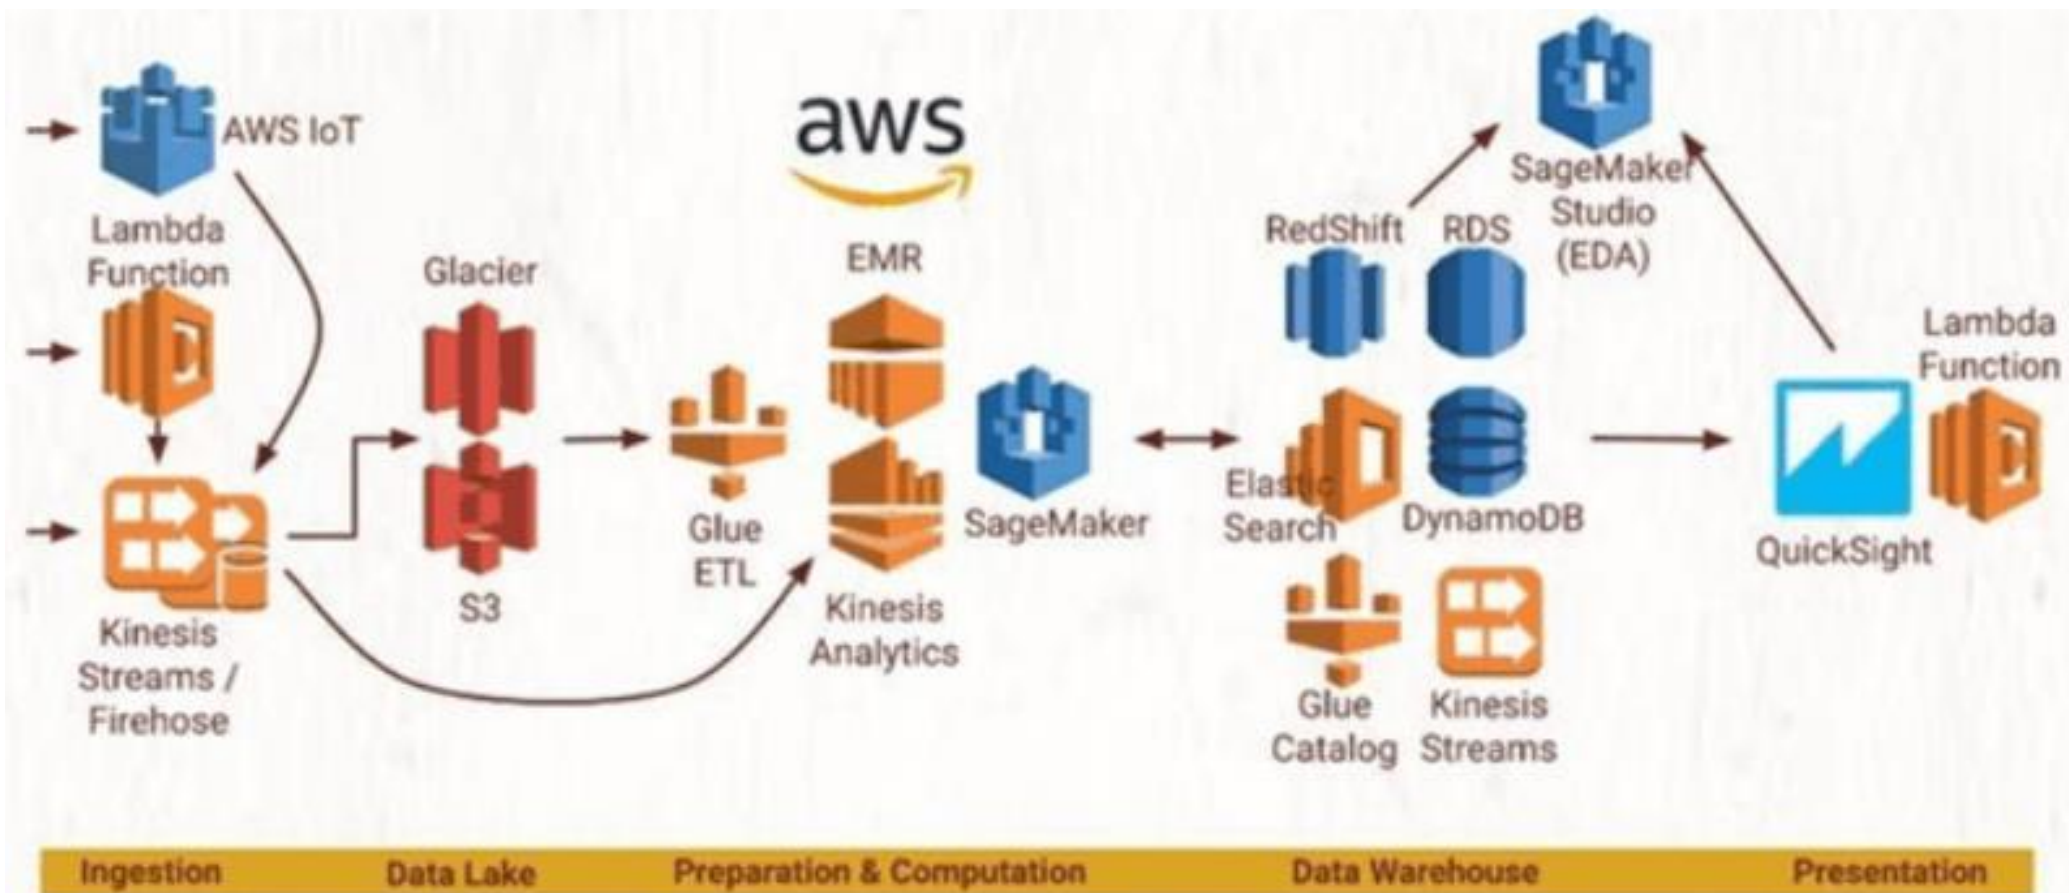 AWS IoT
Lambda
Function
Kinesis
Streams /
Firehose
Glacier
S3
aws
EMR
Glue
ETL
Kinesis
Analytics
SageMaker
RedShift
RDS
Elastic
Search
DynamoDB
Glue
Catalog
Kinesis
Streams
SageMaker
Studio
(EDA)
QuickSight
Lambda
Function
Ingestion
Data Lake
Preparation & Computation
Data Warehouse
Presentation